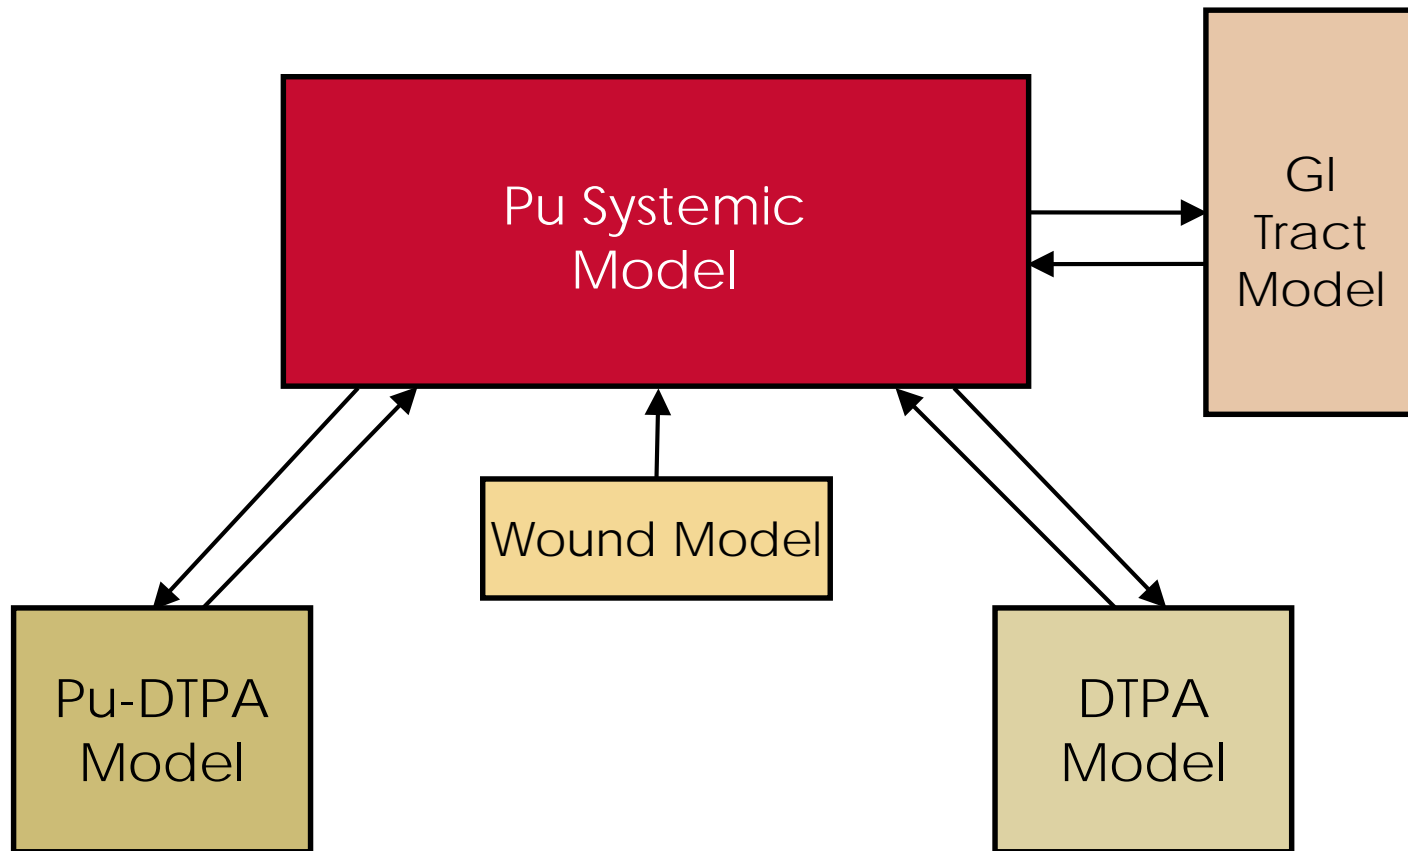 Pu Systemic
Model
GI
Tract
Model
Wound Model
Pu-DTPA
Model
DTPA
Model